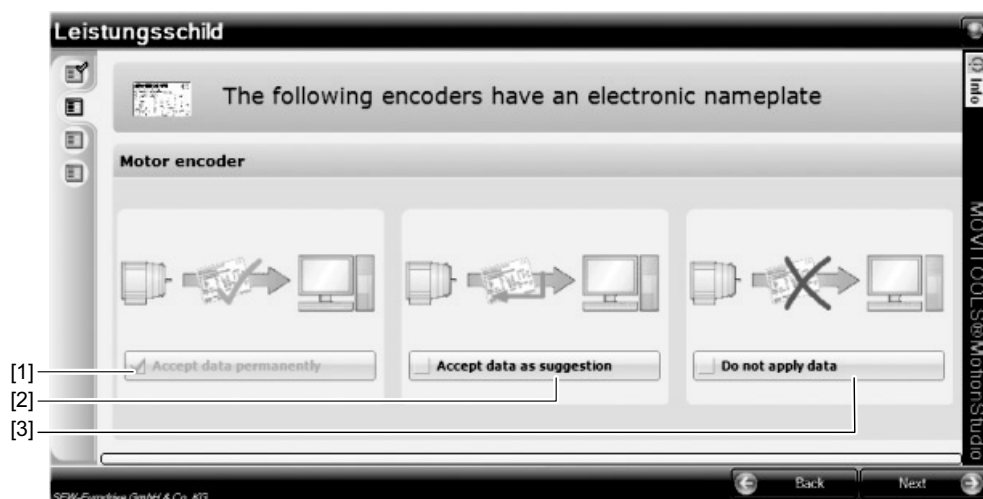 Leistungsschild
The following encoders have an electronic nameplate
Info
Motor encoder
MOVITOOLS®MotionStudio
[1]
Accept data permanently
Accept data as suggestion
Do not apply data
[2]
[3]
Back
Next
SEW-Eurodrive GmbH & Co. KG